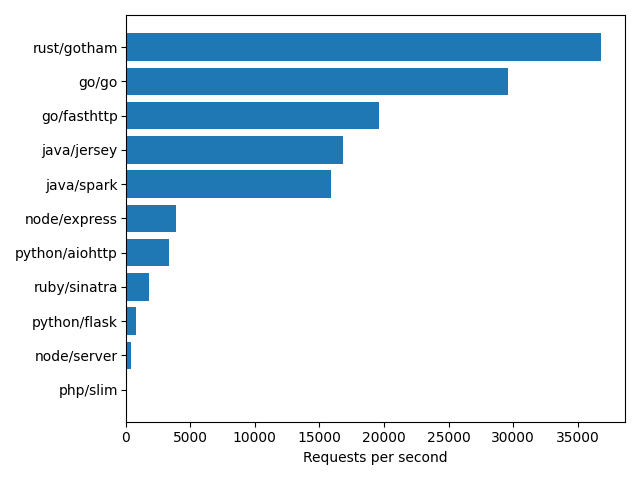 rust/gotham
go/go
go/fasthttp
java/jersey
java/spark
node/express
python/aiohttp
ruby/sinatra
python/flask
node/server
php/slim
0 5000 10000 15000 20000 25000 30000 35000
Requests per second